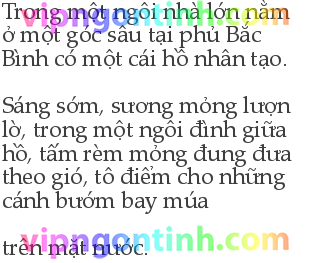 Trong một ngôi nhà lớn nằm
vipngontinh.com
ở một góc sâu tại phủ Bắc
Bình có một cái hồ nhân tạo.
Sáng sớm, sương mỏng lượn
lờ, trong một ngôi đình giữa
hồ, tấm rèm mỏng đung đưa
theo gió, tô điểm cho những
cánh bướm bay múa
vipngontinh.com
trên mặt nước.